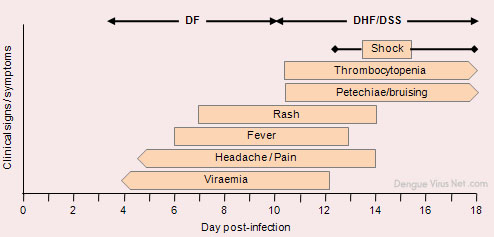 DF
DHF/DSS
Shock
Thrombocytopenia
Petechiae/bruising
Rash
Fever
Headache/Pain
Viraemia
Clinical signs/symptoms
Dengue Virus Net.com
0 2 4 6 8 10 12 14 16 18
Day post-infection